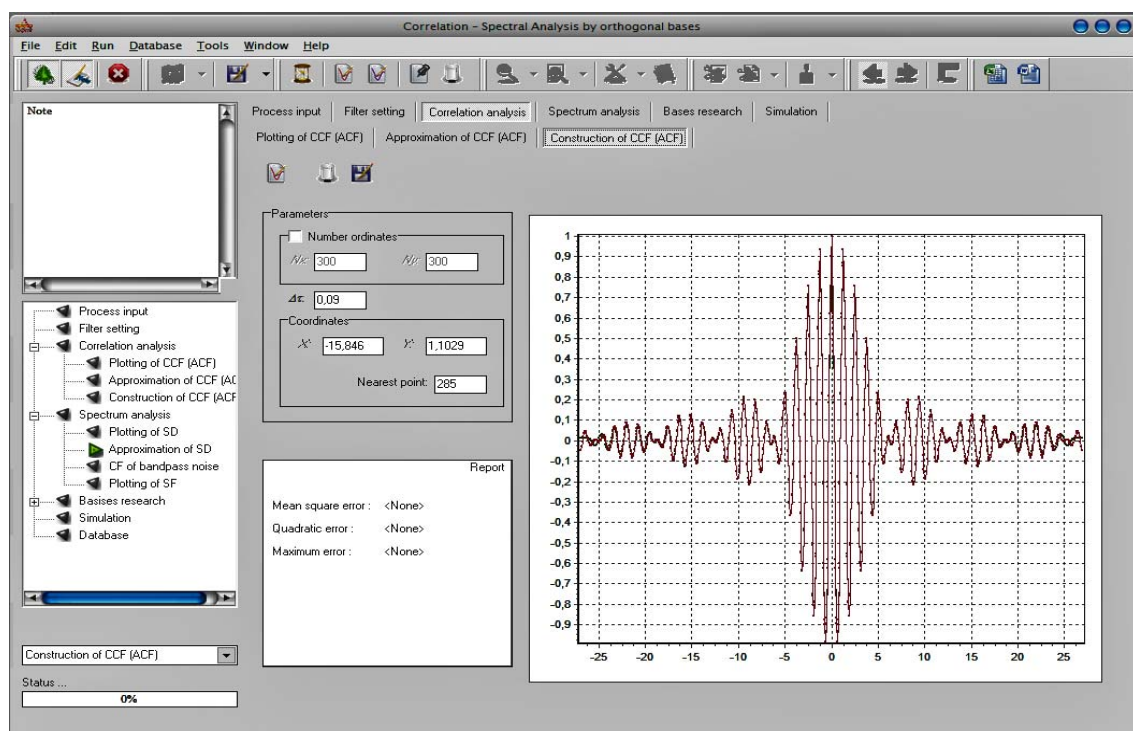 Correlation - Spectral Analysis by orthogonal bases
File Edit Run Database Tools Window Help
Note
Process input
Filter setting
Correlation analysis
Plotting of CCF (ACF)
Approximation of CCF (AC
Construction of CCF (ACF
Spectrum analysis
Plotting of SD
Approximation of SD
CF of bandpass noise
Plotting of SF
Basises research
Simulation
Database
Construction of CCF (ACF)
Status ...
0%
Process input Filter setting Correlation analysis Spectrum analysis Bases research Simulation
Plotting of CCF (ACF) Approximation of CCF (ACF) Construction of CCF (ACF)
Parameters
Number ordinates
300 300
Δτ: 0,09
Coordinates
X: -15,846 Y: 1,1029
Nearest point: 285
Report
Mean square error : <None>
Quadratic error : <None>
Maximum error : <None>
1
0,9
0,8
0,7
0,6
0,5
0,4
0,3
0,2
0,1
0
-0,1
-0,2
-0,3
-0,4
-0,5
-0,6
-0,7
-0,8
-0,9
-25 -20 -15 -10 -5 0 5 10 15 20 25